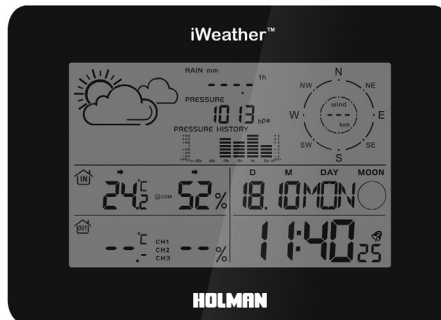 iWeather™
RAIN mm
--.-- 1h
PRESSURE
1013 hPa
PRESSURE HISTORY
N
NW NE
wind
W --- E
SW SE
S
IN
24.2 °C COM 52 %
D M DAY MOON
18.10 MON
OUT
--.- °C CH1 CH2 CH3 -- %
11:40 25
HOLMAN